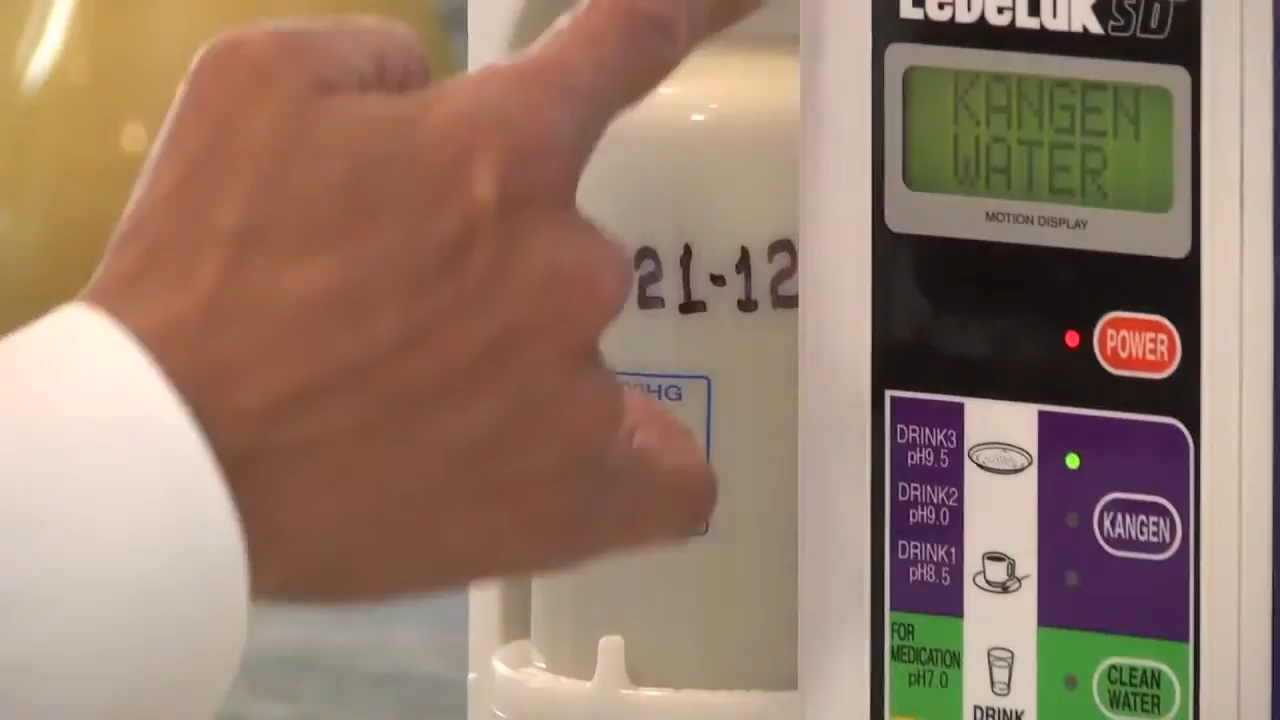 LeveLuk SD
KANGEN
WATER
MOTION DISPLAY
21-12
HG
POWER
DRINK3
pH9.5
DRINK2
pH9.0
KANGEN
DRINK1
pH8.5
FOR
MEDICATION
pH7.0
CLEAN
WATER
DRINK